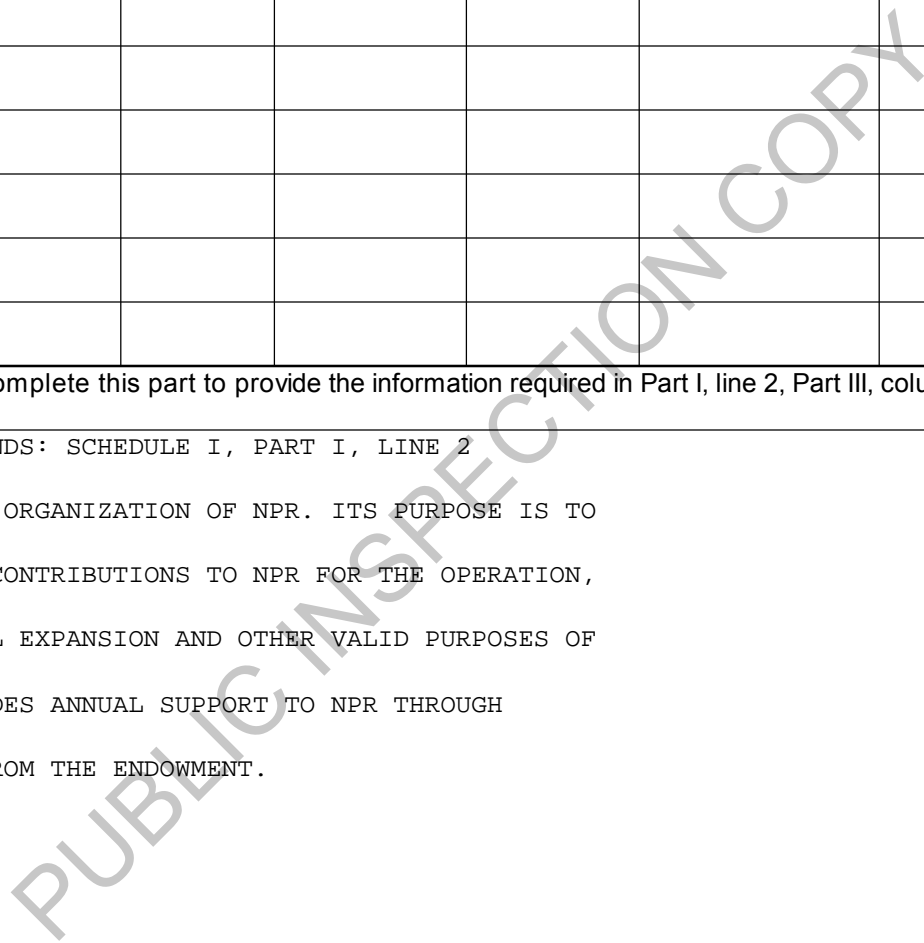 omplete this part to provide the information required in Part I, line 2, Part III, colu
NDS: SCHEDULE I, PART I, LINE 2
ORGANIZATION OF NPR. ITS PURPOSE IS TO
CONTRIBUTIONS TO NPR FOR THE OPERATION,
EXPANSION AND OTHER VALID PURPOSES OF
DES ANNUAL SUPPORT TO NPR THROUGH
ROM THE ENDOWMENT.
PUBLIC INSPECTION COPY